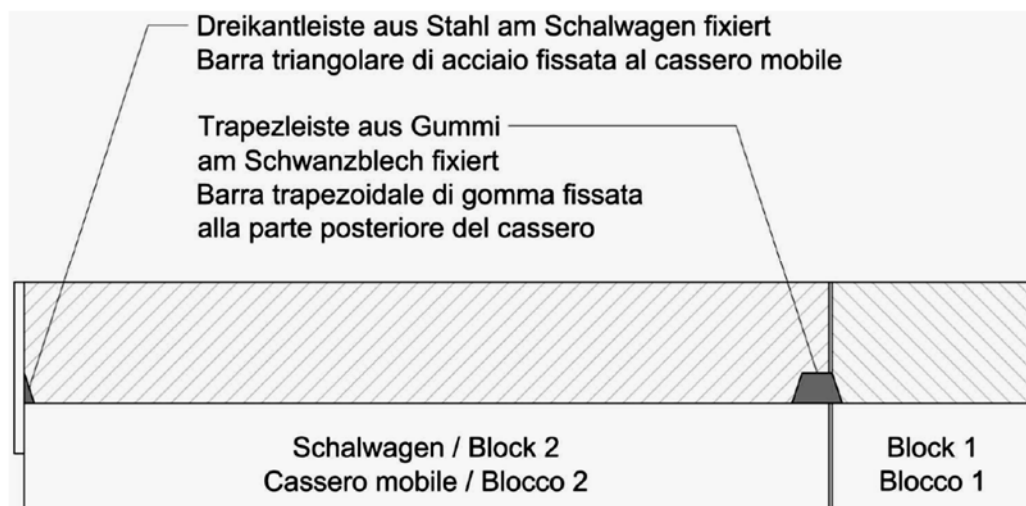 Dreikantleiste aus Stahl am Schalwagen fixiert
Barra triangolare di acciaio fissata al cassero mobile
Trapezleiste aus Gummi
am Schwanzblech fixiert
Barra trapezoidale di gomma fissata
alla parte posteriore del cassero
Schalwagen / Block 2
Cassero mobile / Blocco 2
Block 1
Blocco 1